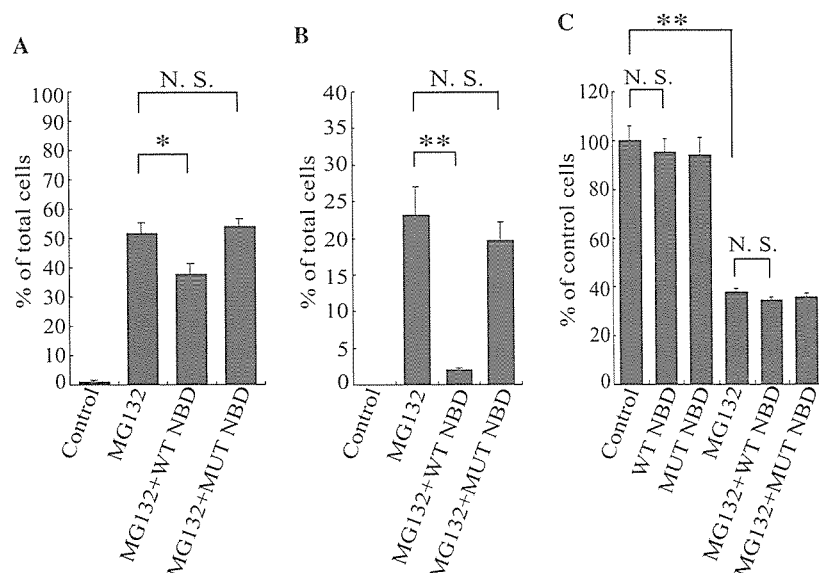 A
N. S.
*
% of total cells
100
90
80
70
60
50
40
30
20
10
0
Control
MG132
MG132+WT NBD
MG132+MUT NBD
B
N. S.
**
% of total cells
40
35
30
25
20
15
10
5
0
Control
MG132
MG132+WT NBD
MG132+MUT NBD
C
**
N. S.
N. S.
% of control cells
120
100
80
60
40
20
0
Control
WT NBD
MUT NBD
MG132
MG132+WT NBD
MG132+MUT NBD